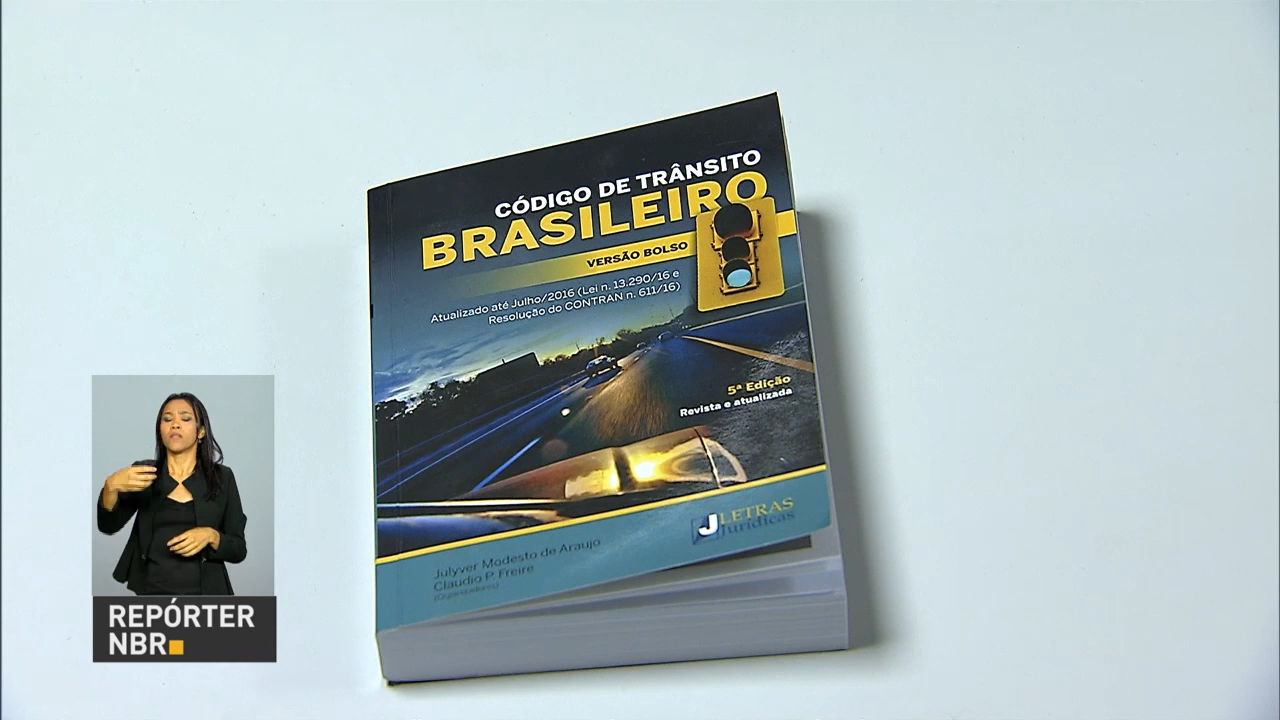 CÓDIGO DE TRÂNSITO
BRASILEIRO
VERSÃO BOLSO
Atualizado até Julho/2016 (Lei n. 13.290/16 e
Resolução do CONTRAN n. 611/16)
5ª Edição
Revista e atualizada
LETRAS
Jurídicas
Julyver Modesto de Araujo
Claudio P. Freire
(Organizadores)
REPÓRTER
NBR